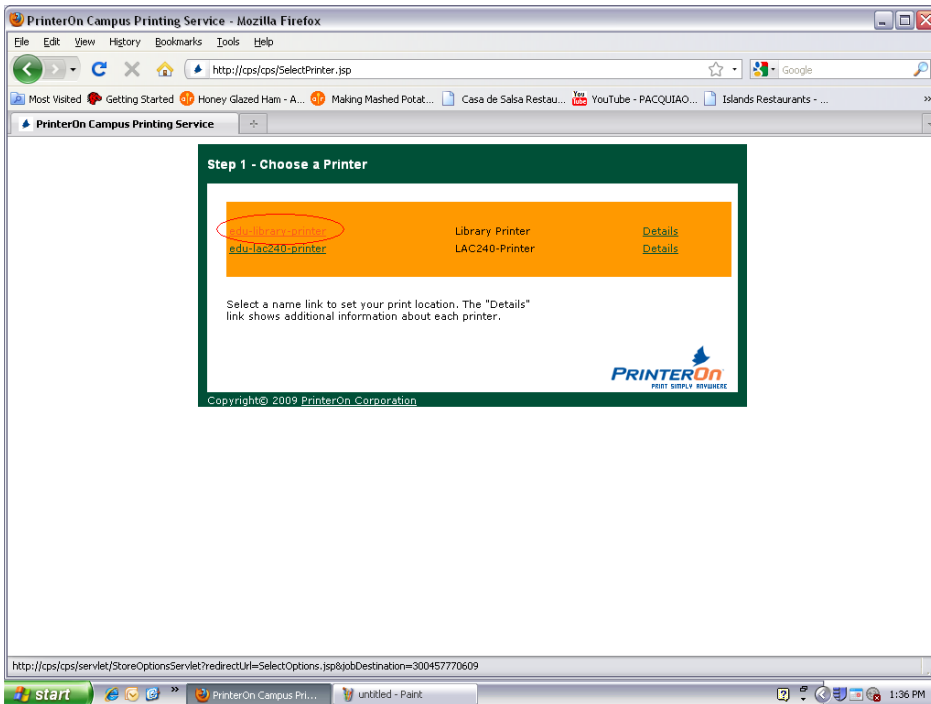 PrinterOn Campus Printing Service - Mozilla Firefox
File Edit View History Bookmarks Tools Help
http://cps/cps/SelectPrinter.jsp
Google
Most Visited Getting Started Honey Glazed Ham - A... Making Mashed Potat... Casa de Salsa Restau... You Tube YouTube - PACQUIAO... Islands Restaurants - ... »
PrinterOn Campus Printing Service
Step 1 - Choose a Printer
edu-library-printer Library Printer Details
edu-lac240-printer LAC240-Printer Details
Select a name link to set your print location. The "Details"
link shows additional information about each printer.
PRINTEROn
PRINT SIMPLY ANYWHERE
Copyright© 2009 PrinterOn Corporation
http://cps/cps/servlet/StoreOptionsServlet?redirectUrl=SelectOptions.jsp&jobDestination=300457770609
start » PrinterOn Campus Pri... untitled - Paint 1:36 PM